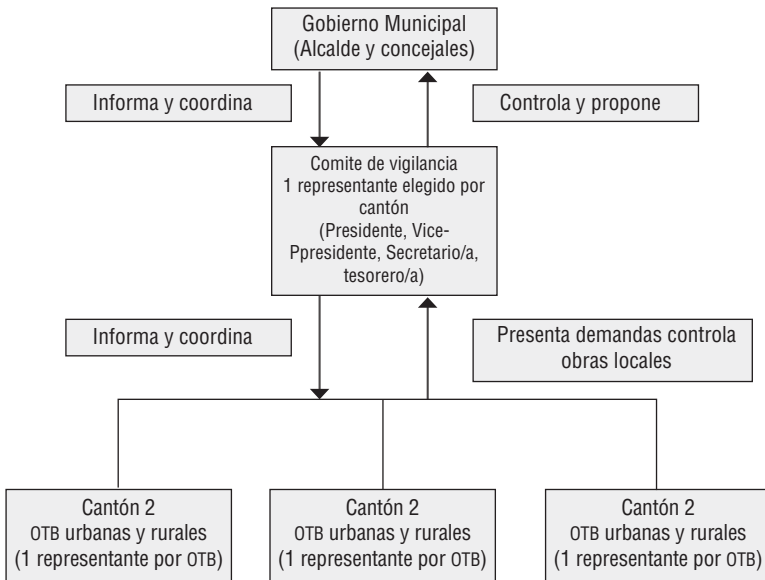 Gobierno Municipal
(Alcalde y concejales)
Informa y coordina
Controla y propone
Comite de vigilancia
1 representante elegido por
cantón
(Presidente, Vice-
Ppresidente, Secretario/a,
tesorero/a)
Informa y coordina
Presenta demandas controla
obras locales
Cantón 2
OTB urbanas y rurales
(1 representante por OTB)
Cantón 2
OTB urbanas y rurales
(1 representante por OTB)
Cantón 2
OTB urbanas y rurales
(1 representante por OTB)